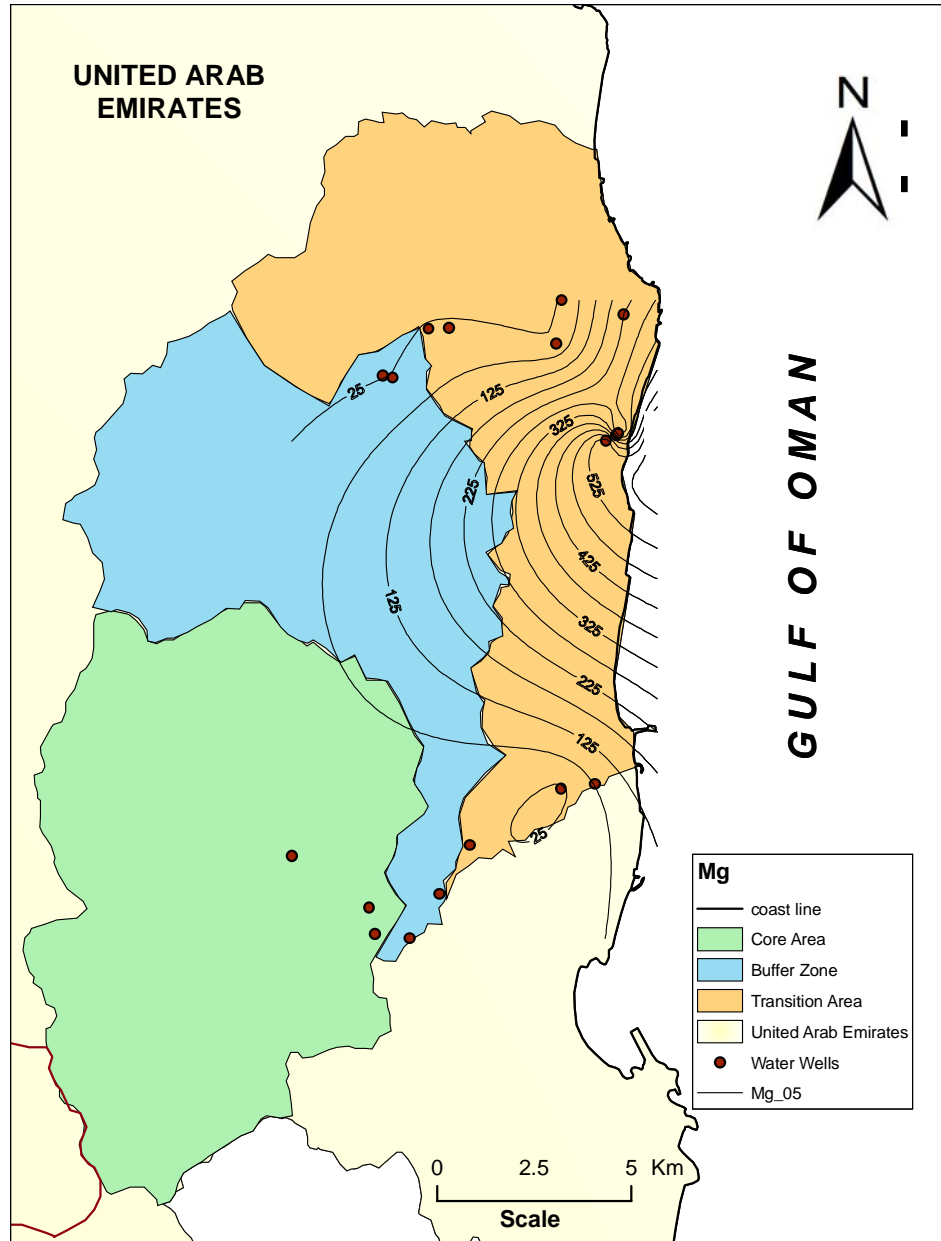 UNITED ARAB
EMIRATES
N
125
25
325
225
525
425
125
325
225
125
25
GULF OF OMAN
Mg
coast line
Core Area
Buffer Zone
Transition Area
United Arab Emirates
Water Wells
Mg_05
0 2.5 5 Km
Scale